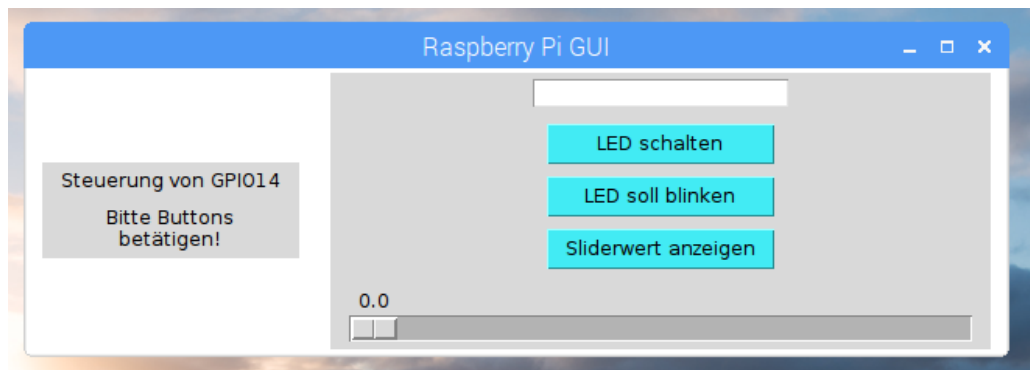 Raspberry Pi GUI
Steuerung von GPIO14
Bitte Buttons
betätigen!
LED schalten
LED soll blinken
Sliderwert anzeigen
0.0